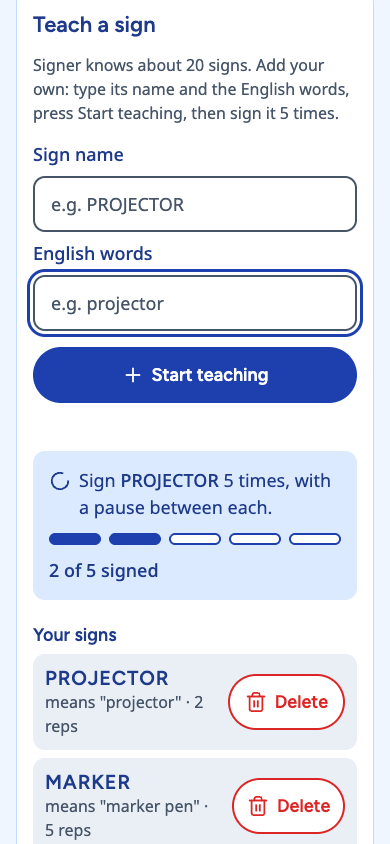 Teach a sign
Signer knows about 20 signs. Add your
own: type its name and the English words,
press Start teaching, then sign it 5 times.
Sign name
e.g. PROJECTOR
English words
e.g. projector
Start teaching
Sign PROJECTOR 5 times, with
a pause between each.
2 of 5 signed
Your signs
PROJECTOR
means "projector" · 2
reps
Delete
MARKER
means "marker pen" ·
5 reps
Delete